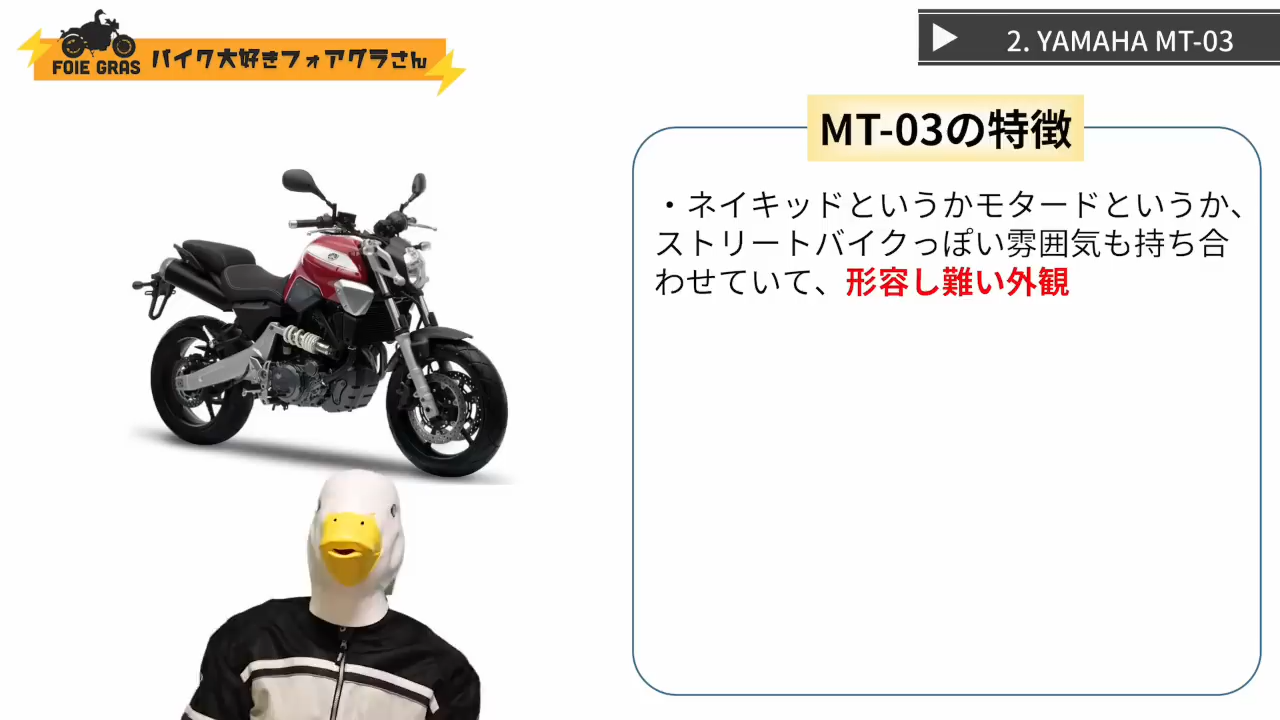 FOIE GRAS バイク大好きフォアグラさん
2. YAMAHA MT-03
MT-03の特徴
・ネイキッドというかモタードというか、
ストリートバイクっぽい雰囲気も持ち合
わせていて、形容し難い外観